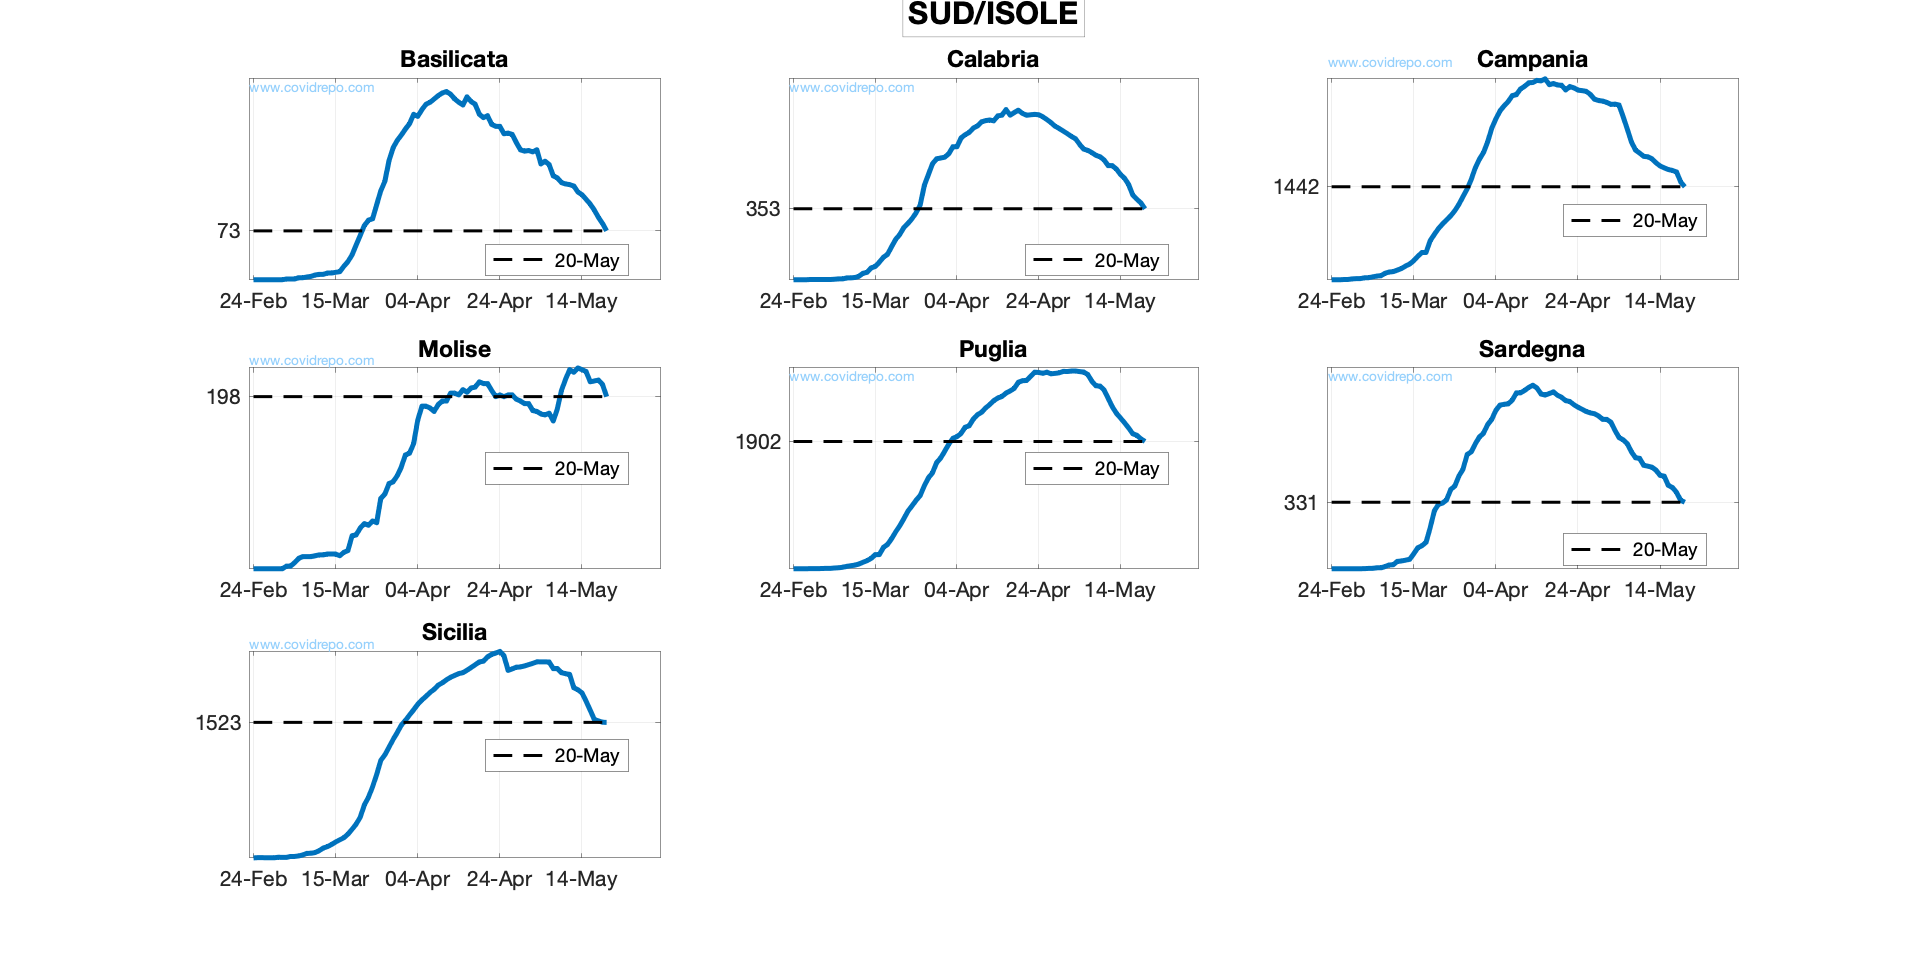 SUD/ISOLE
Basilicata
www.covidrepo.com
73
20-May
24-Feb 15-Mar 04-Apr 24-Apr 14-May
Calabria
www.covidrepo.com
353
20-May
24-Feb 15-Mar 04-Apr 24-Apr 14-May
Campania
www.covidrepo.com
1442
20-May
24-Feb 15-Mar 04-Apr 24-Apr 14-May
Molise
www.covidrepo.com
198
20-May
24-Feb 15-Mar 04-Apr 24-Apr 14-May
Puglia
www.covidrepo.com
1902
20-May
24-Feb 15-Mar 04-Apr 24-Apr 14-May
Sardegna
www.covidrepo.com
331
20-May
24-Feb 15-Mar 04-Apr 24-Apr 14-May
Sicilia
www.covidrepo.com
1523
20-May
24-Feb 15-Mar 04-Apr 24-Apr 14-May